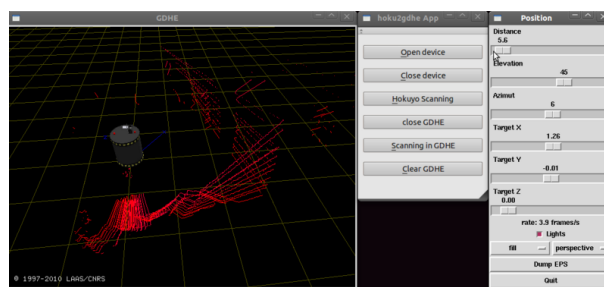 GDHE
hoku2gdhe App
Position
Open device
Close device
Hokuyo Scanning
close GDHE
Scanning in GDHE
Clear GDHE
Distance
5.6
Elevation
45
Azimut
6
Target X
1.26
Target Y
-0.01
Target Z
0.00
rate: 3.9 frames/s
Lights
fill
perspective
Dump EPS
Quit
© 1997-2010 LAAS/CNRS